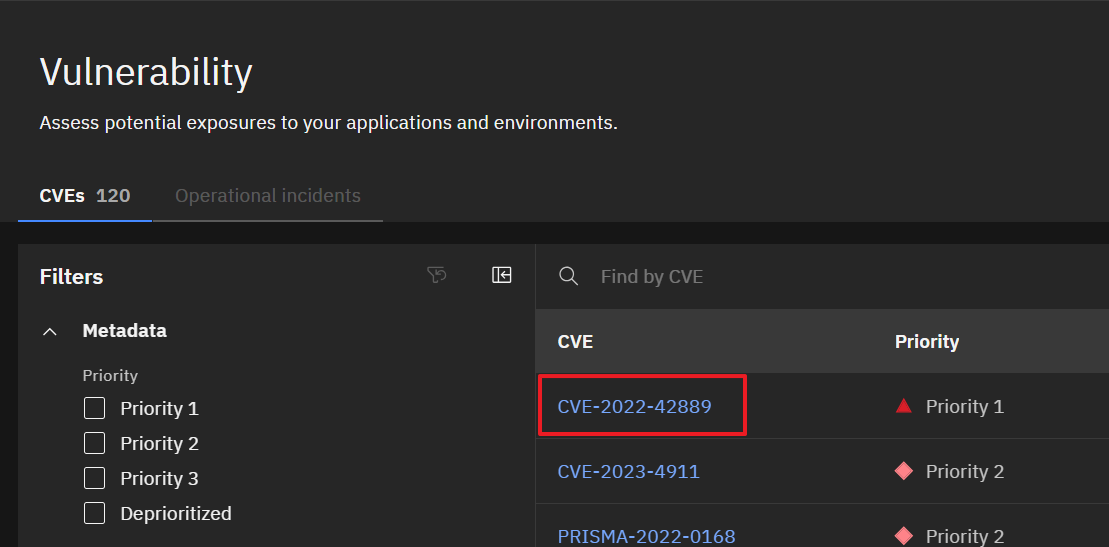 Vulnerability
Assess potential exposures to your applications and environments.
CVEs 120 Operational incidents
Filters
Metadata
Priority
Priority 1
Priority 2
Priority 3
Deprioritized
Find by CVE
CVE Priority
CVE-2022-42889 Priority 1
CVE-2023-4911 Priority 2
PRISMA-2022-0168 Priority 2